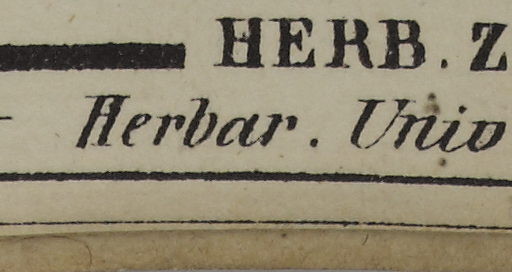 HERB. Z
Herbar. Univ